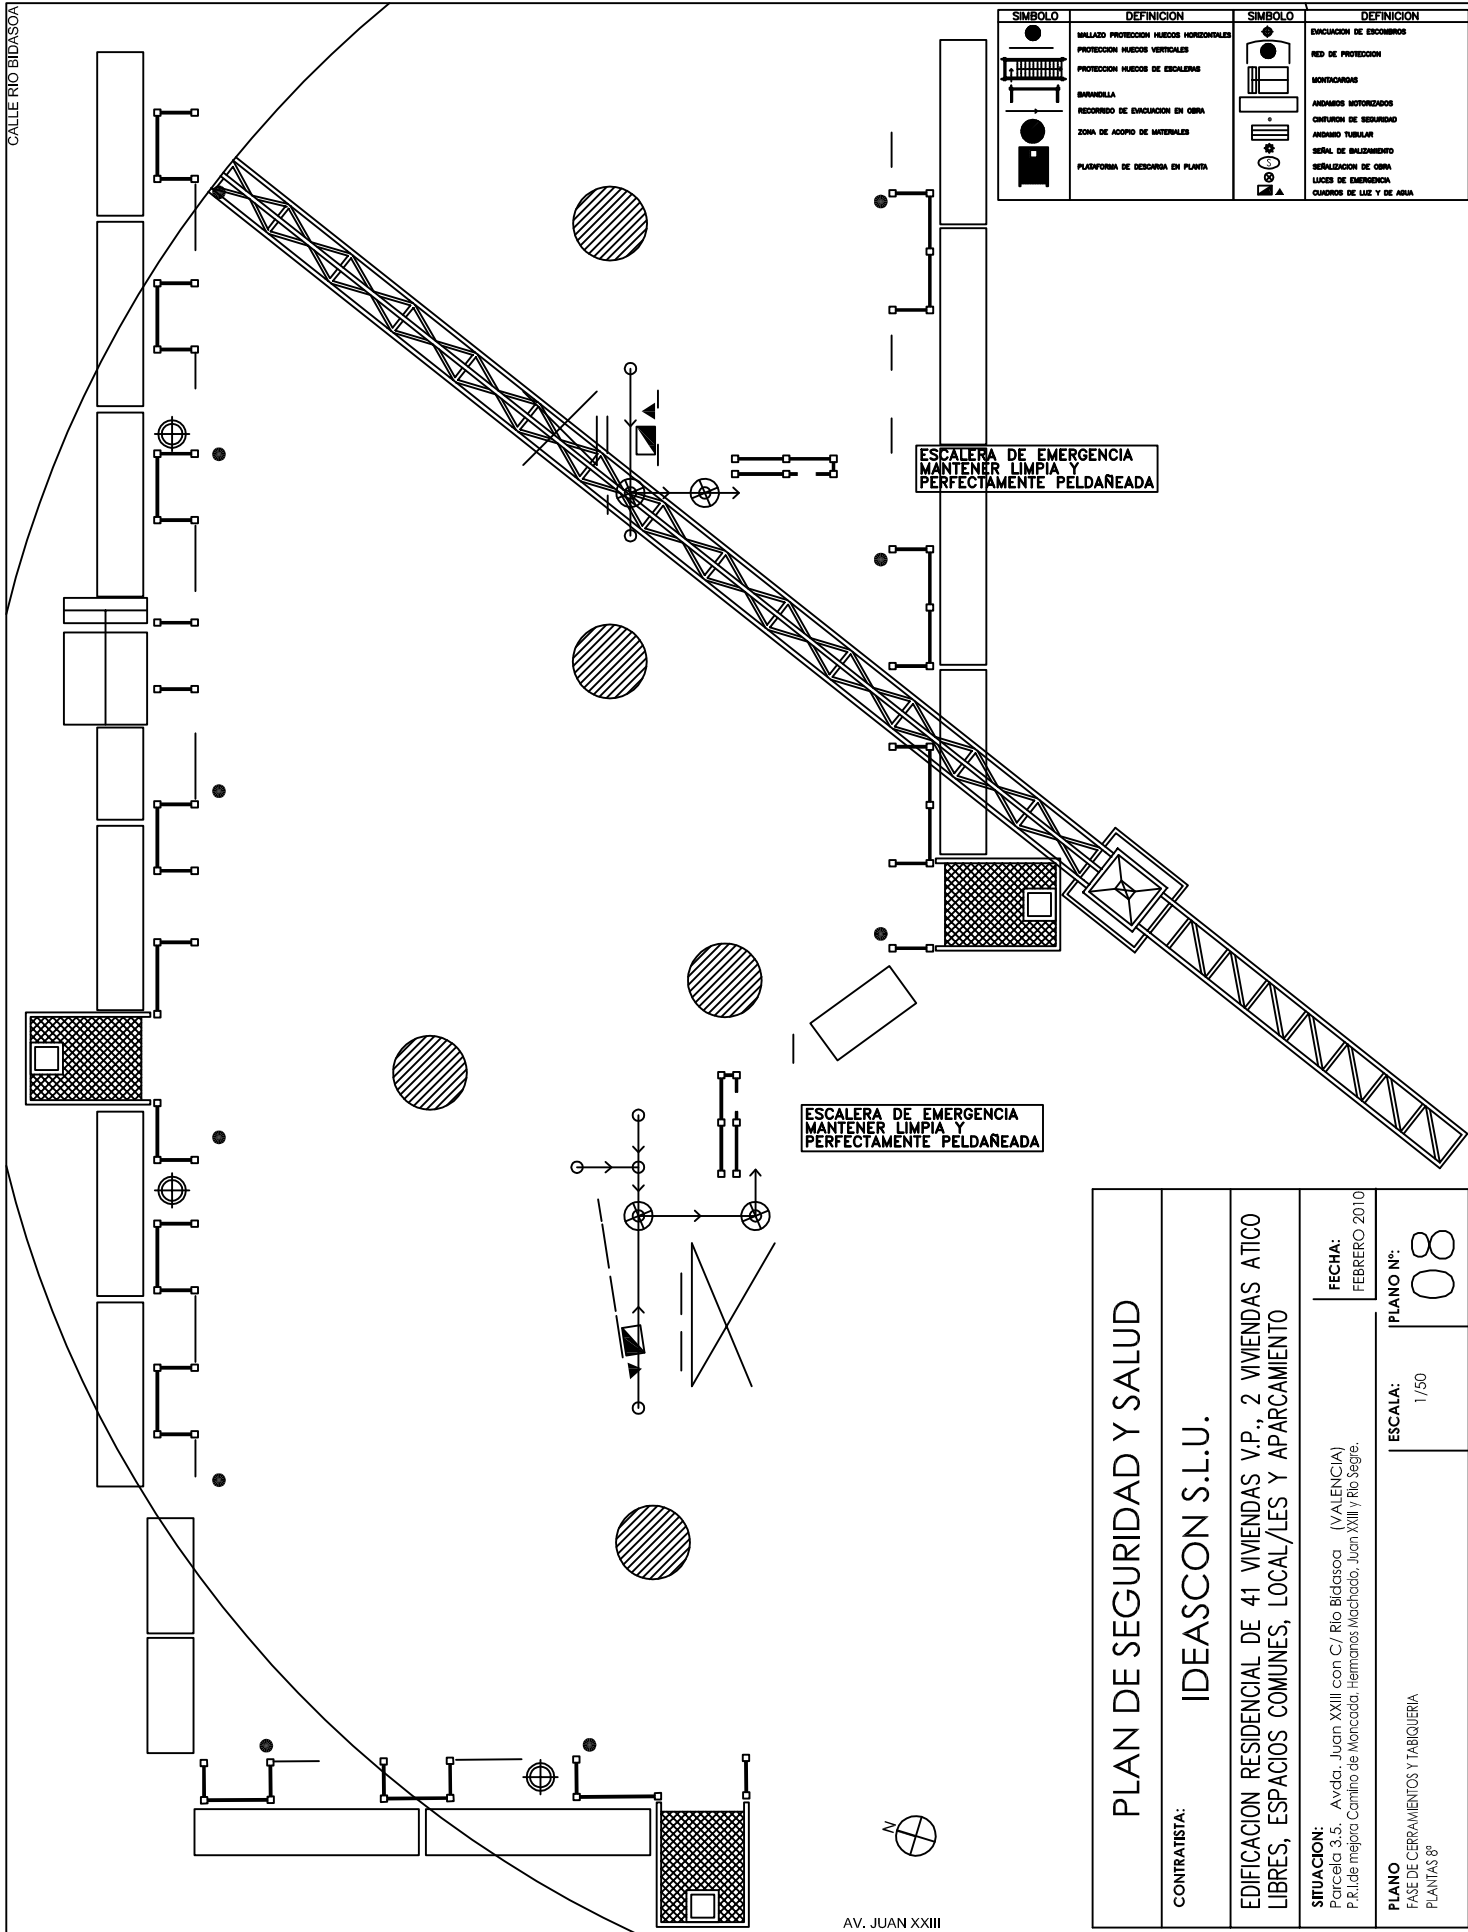 CALLE RIO BIDASOA
SIMBOLO
DEFINICION
MALLAZO PROTECCION HUECOS HORIZONTALES
PROTECCION HUECOS VERTICALES
PROTECCION HUECOS DE ESCALERAS
BARANDILLA
RECORRIDO DE EVACUACION EN OBRA
ZONA DE ACOPIO DE MATERIALES
PLATAFORMA DE DESCARGA EN PLANTA
SIMBOLO
DEFINICION
EVACUACION DE ESCOMBROS
RED DE PROTECCION
MONTACARGAS
ANDAMIOS MOTORIZADOS
CINTURON DE SEGURIDAD
ANDAMIO TUBULAR
SEÑAL DE BALIZAMIENTO
S
SEÑALIZACION DE OBRA
LUCES DE EMERGENCIA
CUADROS DE LUZ Y DE AGUA
ESCALERA DE EMERGENCIA
MANTENER LIMPIA Y
PERFECTAMENTE PELDAÑEADA
ESCALERA DE EMERGENCIA
MANTENER LIMPIA Y
PERFECTAMENTE PELDAÑEADA
N
AV. JUAN XXIII
PLAN DE SEGURIDAD Y SALUD
CONTRATISTA:
IDEASCON S.L.U.
EDIFICACION RESIDENCIAL DE 41 VIVIENDAS V.P., 2 VIVIENDAS ATICO
LIBRES, ESPACIOS COMUNES, LOCAL/LES Y APARCAMIENTO
SITUACION:
Parcela 3.5. Avda. Juan XXIII con C/ Rio Bidasoa (VALENCIA)
P.R.I.de mejora Camino de Moncada, Hermanos Machado, Juan XXIII y Río Segre.
FECHA:
FEBRERO 2010
PLANO
FASE DE CERRAMIENTOS Y TABIQUERIA
PLANTAS 8ª
ESCALA:
1/50
PLANO Nº:
08